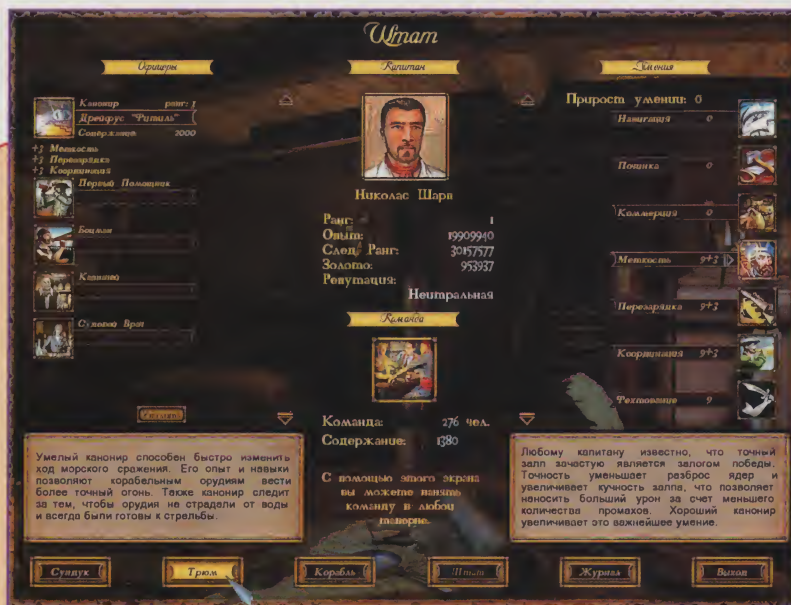 Штат
Офицеры
Канонир ранг: 1
Дрейфус "Фитиль"
Содержание: 2000
+3 Меткость
+3 Перезарядка
+3 Координация
Первый Помощник
Боцман
Казначей
Судовой Врач
Умелый канонир способен быстро изменить
ход морского сражения. Его опыт и навыки
позволяют корабельным орудиям вести
более точный огонь. Также канонир следит
за тем, чтобы орудия не страдали от воды
и всегда были готовы к стрельбы.
Капитан
Николас Шарп
Ранг: 1
Опыт: 19909940
След. Ранг: 30157577
Золото: 953937
Репутация:
Нейтральная
Команда
Команда: 276 чел.
Содержание: 1380
С помощью этого экрана
вы можете нанять
команду в любой
таверне.
Умения
Прирост умений: 0
Навигация 0
Починка 0
Коммерция 0
Меткость 9+3
Перезарядка 9+3
Координация 9+3
Фехтование 9
Любому капитану известно, что точный
залп зачастую является залогом победы.
Точность уменьшает разброс ядер и
увеличивает кучность залпа, что позволяет
наносить больший урон за счет меньшего
количества промахов. Хороший канонир
увеличивает это важнейшее умение.
Сундук
Трюм
Корабль
Штат
Журнал
Выход